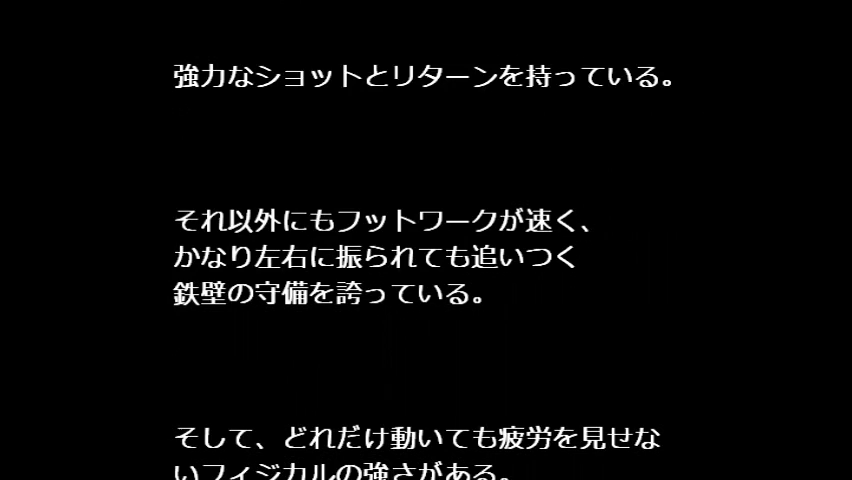 強力なショットとリターンを持っている。
それ以外にもフットワークが速く、
かなり左右に振られても追いつく
鉄壁の守備を誇っている。
そして、どれだけ動いても疲労を見せな
いフィジカルの強さがある。